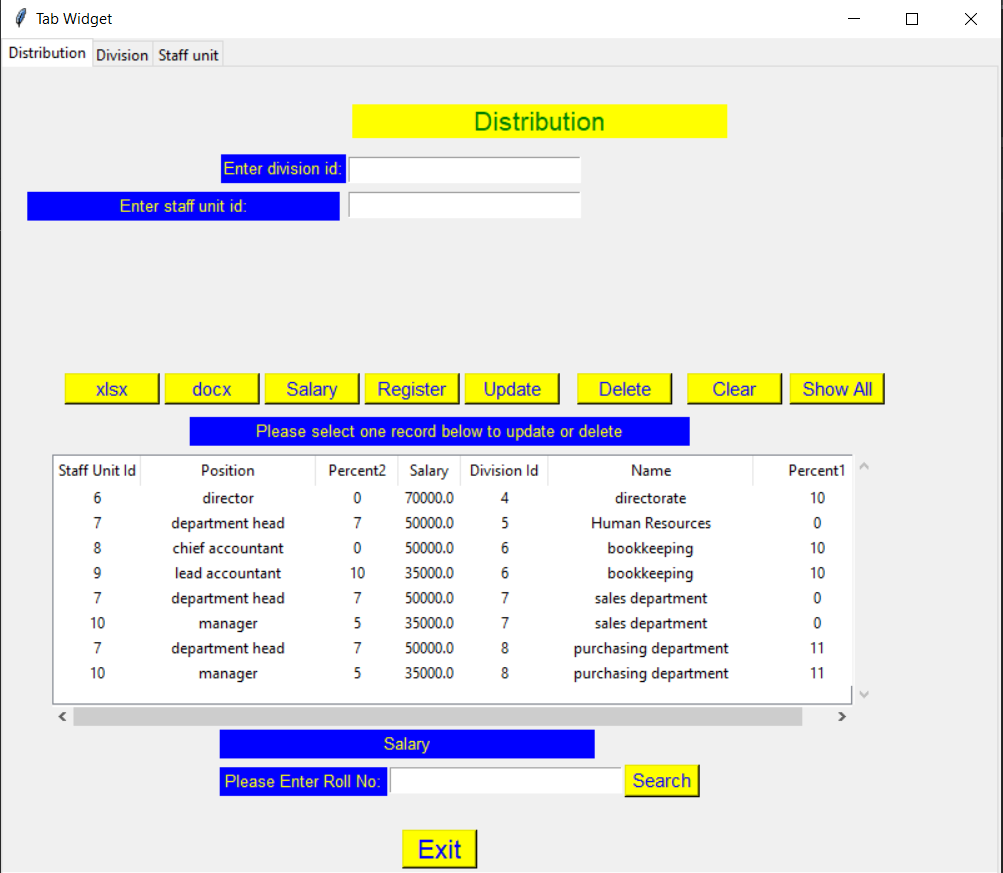 Tab Widget
Distribution Division Staff unit
Distribution
Enter division id:
Enter staff unit id:
xlsx docx Salary Register Update Delete Clear Show All
Please select one record below to update or delete
Staff Unit Id Position Percent2 Salary Division Id Name Percent1
6 director 0 70000.0 4 directorate 10
7 department head 7 50000.0 5 Human Resources 0
8 chief accountant 0 50000.0 6 bookkeeping 10
9 lead accountant 10 35000.0 6 bookkeeping 10
7 department head 7 50000.0 7 sales department 0
10 manager 5 35000.0 7 sales department 0
7 department head 7 50000.0 8 purchasing department 11
10 manager 5 35000.0 8 purchasing department 11
Salary
Please Enter Roll No: Search
Exit